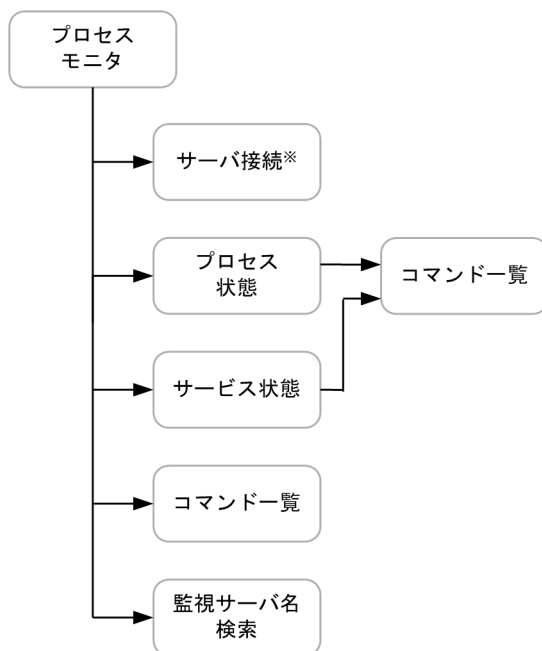 プロセス
モニタ
サーバ接続※
プロセス
状態
コマンド一覧
サービス状態
コマンド一覧
監視サーバ名
検索